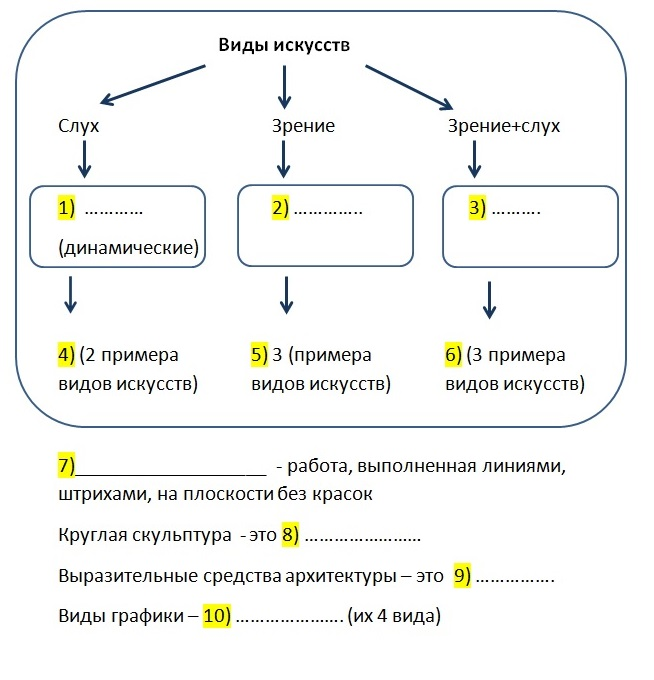 Виды искусств
Слух Зрение Зрение+слух
1) ………… 2) ………….. 3) ……….
(динамические)
4) (2 примера 5) 3 (примера 6) (3 примера
видов искусств) видов искусств) видов искусств)
7)____________________ - работа, выполненная линиями,
штрихами, на плоскости без красок
Круглая скульптура - это 8) ……………………
Выразительные средства архитектуры – это 9) …………….
Виды графики – 10) …………………. (их 4 вида)